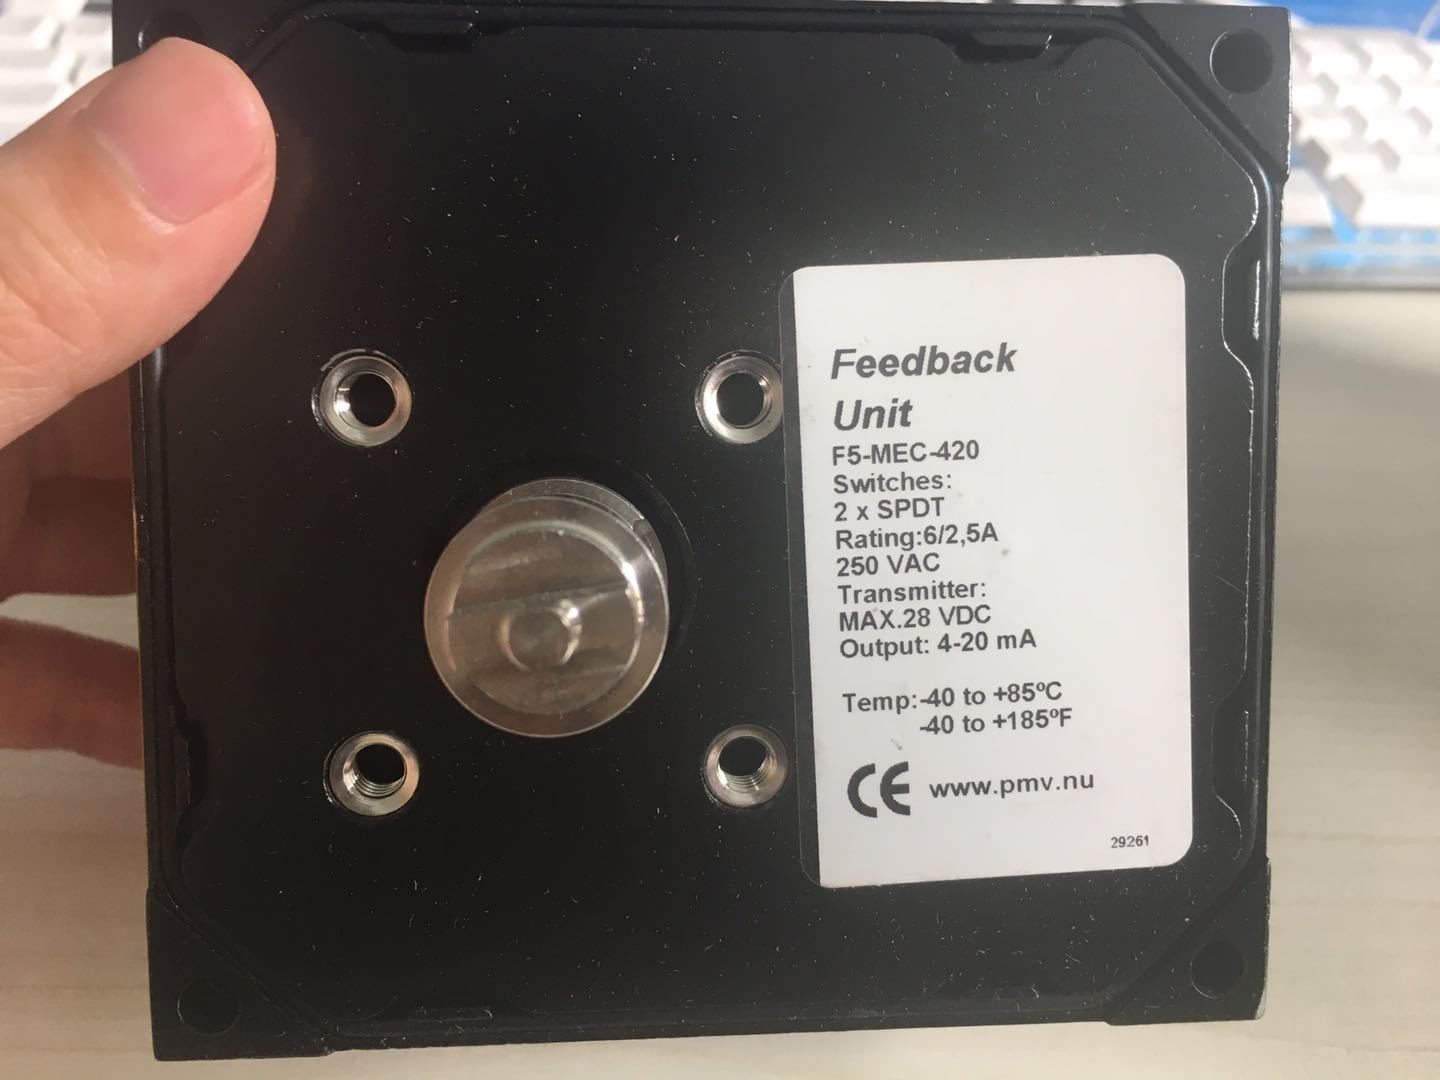 Feedback
Unit
F5-MEC-420
Switches:
2 x SPDT
Rating:6/2,5A
250 VAC
Transmitter:
MAX.28 VDC
Output: 4-20 mA
Temp:-40 to +85ºC
-40 to +185ºF
CE www.pmv.nu
29261